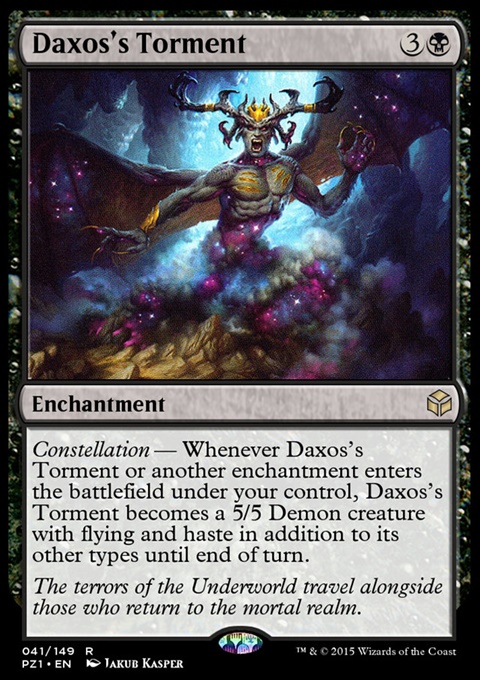 Daxos's Torment 3
Enchantment
Constellation — Whenever Daxos's
Torment or another enchantment enters
the battlefield under your control, Daxos's
Torment becomes a 5/5 Demon creature
with flying and haste in addition to its
other types until end of turn.
The terrors of the Underworld travel alongside
those who return to the mortal realm.
041/149 R
PZ1 • EN Jakub Kasper
™ & © 2015 Wizards of the Coast